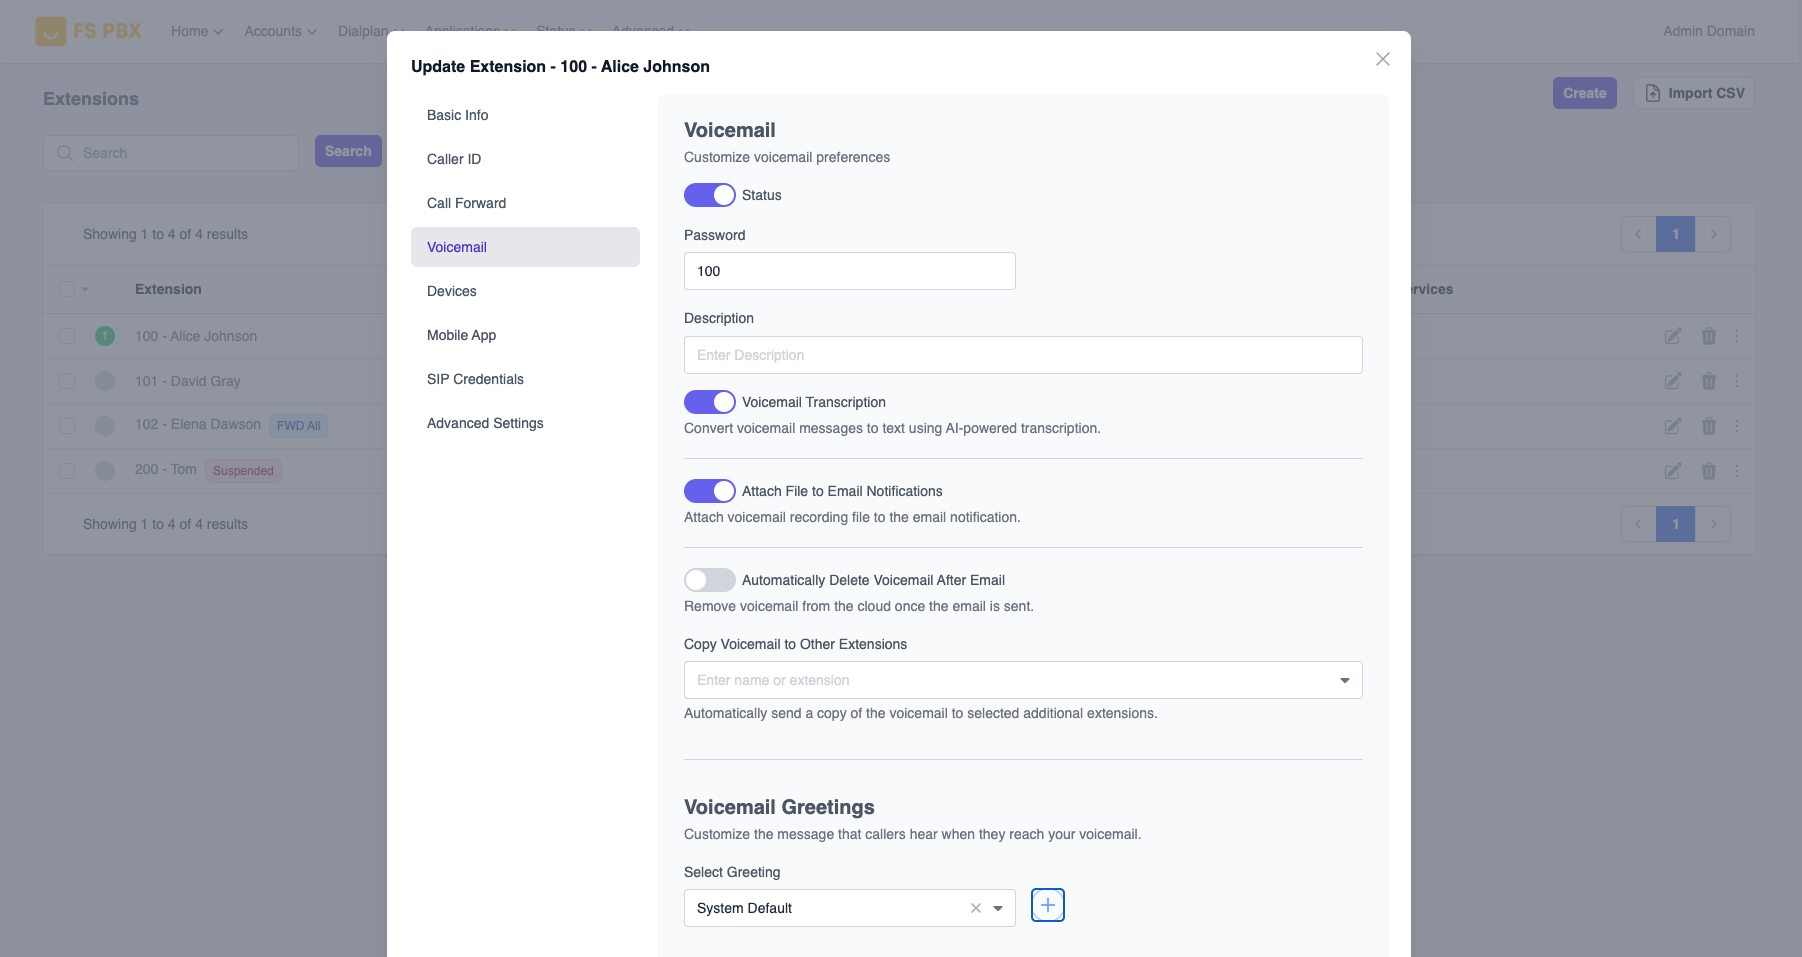 FS PBX
Home
Accounts
Dialplan
Applications
Status
Advanced
Admin Domain
Extensions
Create
Import CSV
Search
Search
Showing 1 to 4 of 4 results
1
Extension
rvices
1
100 - Alice Johnson
101 - David Gray
102 - Elena Dawson
FWD All
200 - Tom
Suspended
Showing 1 to 4 of 4 results
1
Update Extension - 100 - Alice Johnson
Basic Info
Caller ID
Call Forward
Voicemail
Devices
Mobile App
SIP Credentials
Advanced Settings
Voicemail
Customize voicemail preferences
Status
Password
100
Description
Enter Description
Voicemail Transcription
Convert voicemail messages to text using AI-powered transcription.
Attach File to Email Notifications
Attach voicemail recording file to the email notification.
Automatically Delete Voicemail After Email
Remove voicemail from the cloud once the email is sent.
Copy Voicemail to Other Extensions
Enter name or extension
Automatically send a copy of the voicemail to selected additional extensions.
Voicemail Greetings
Customize the message that callers hear when they reach your voicemail.
Select Greeting
System Default